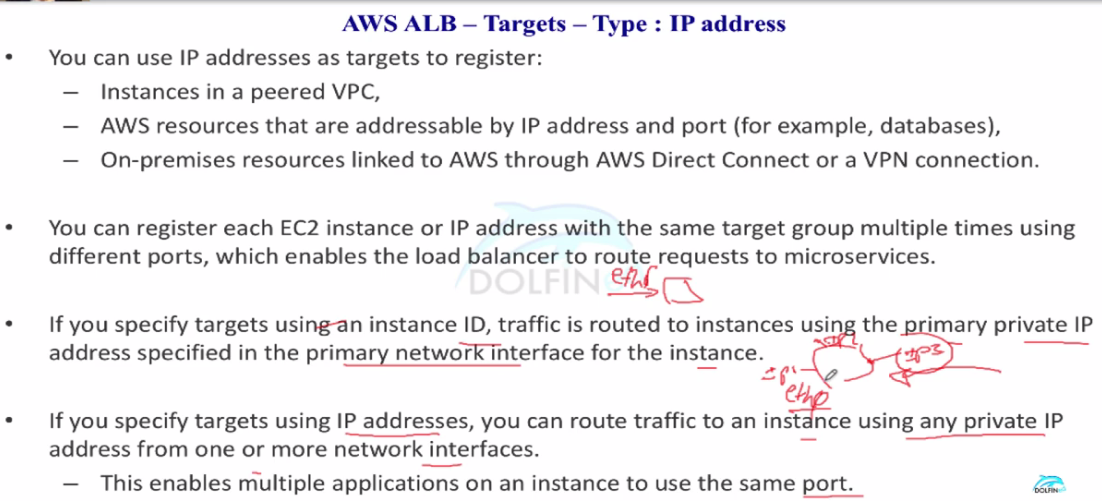 AWS ALB – Targets – Type : IP address
• You can use IP addresses as targets to register:
– Instances in a peered VPC,
– AWS resources that are addressable by IP address and port (for example, databases),
– On-premises resources linked to AWS through AWS Direct Connect or a VPN connection.
• You can register each EC2 instance or IP address with the same target group multiple times using
different ports, which enables the load balancer to route requests to microservices.
DOLFIN
• If you specify targets using an instance ID, traffic is routed to instances using the primary private IP
address specified in the primary network interface for the instance.
IP3
eth0
• If you specify targets using IP addresses, you can route traffic to an instance using any private IP
address from one or more network interfaces.
– This enables multiple applications on an instance to use the same port.
DOLFIN